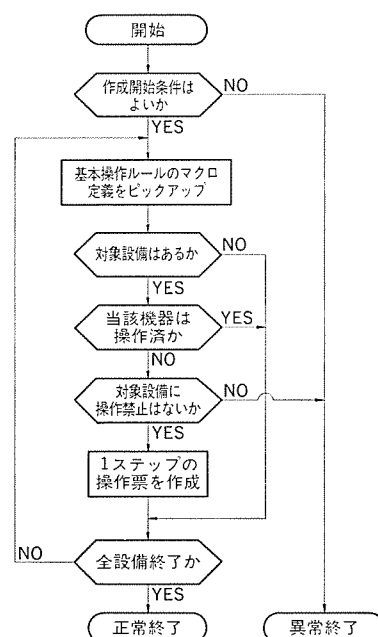 開始
作成開始条件は
よいか
NO
YES
基本操作ルールのマクロ
定義をピックアップ
対象設備はあるか
NO
YES
当該機器は
操作済か
YES
NO
対象設備に
操作禁止はないか
NO
YES
1ステップの
操作票を作成
全設備終了か
NO
YES
正常終了
異常終了